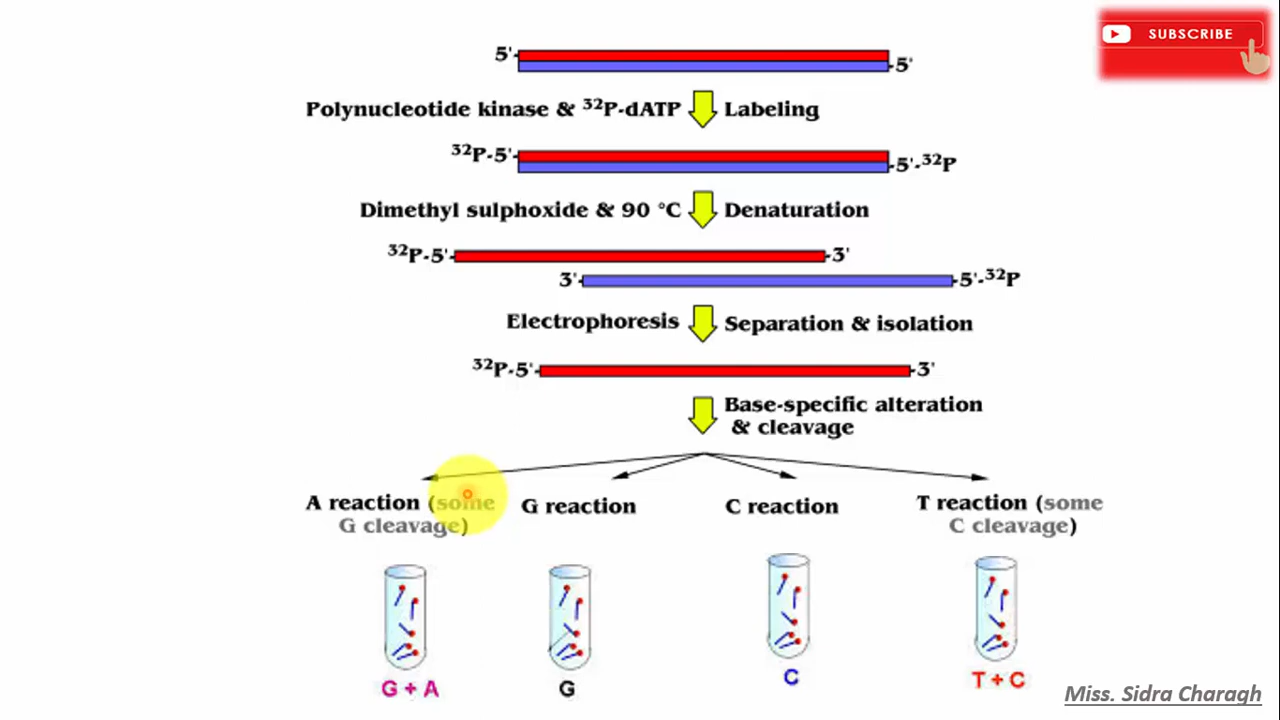 SUBSCRIBE
5'- -5'
Polynucleotide kinase & ³²P-dATP Labeling
³²P-5'- -5'-³²P
Dimethyl sulphoxide & 90 °C Denaturation
³²P-5'- -3'
3'- -5'-³²P
Electrophoresis Separation & isolation
³²P-5'- -3'
Base-specific alteration
& cleavage
A reaction (some
G cleavage)
G reaction
C reaction
T reaction (some
C cleavage)
G + A
G
C
T + C
Miss. Sidra Charagh